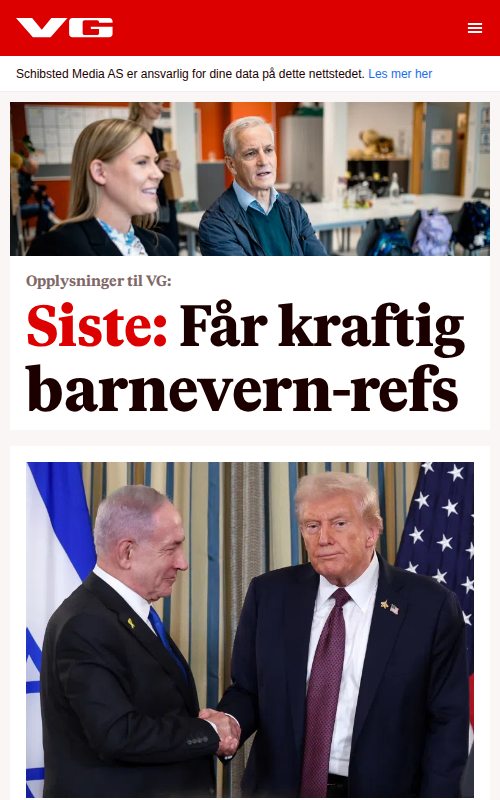 VG
Schibsted Media AS er ansvarlig for dine data på dette nettstedet. Les mer her
Opplysninger til VG:
Siste: Får kraftig
barnevern-refs